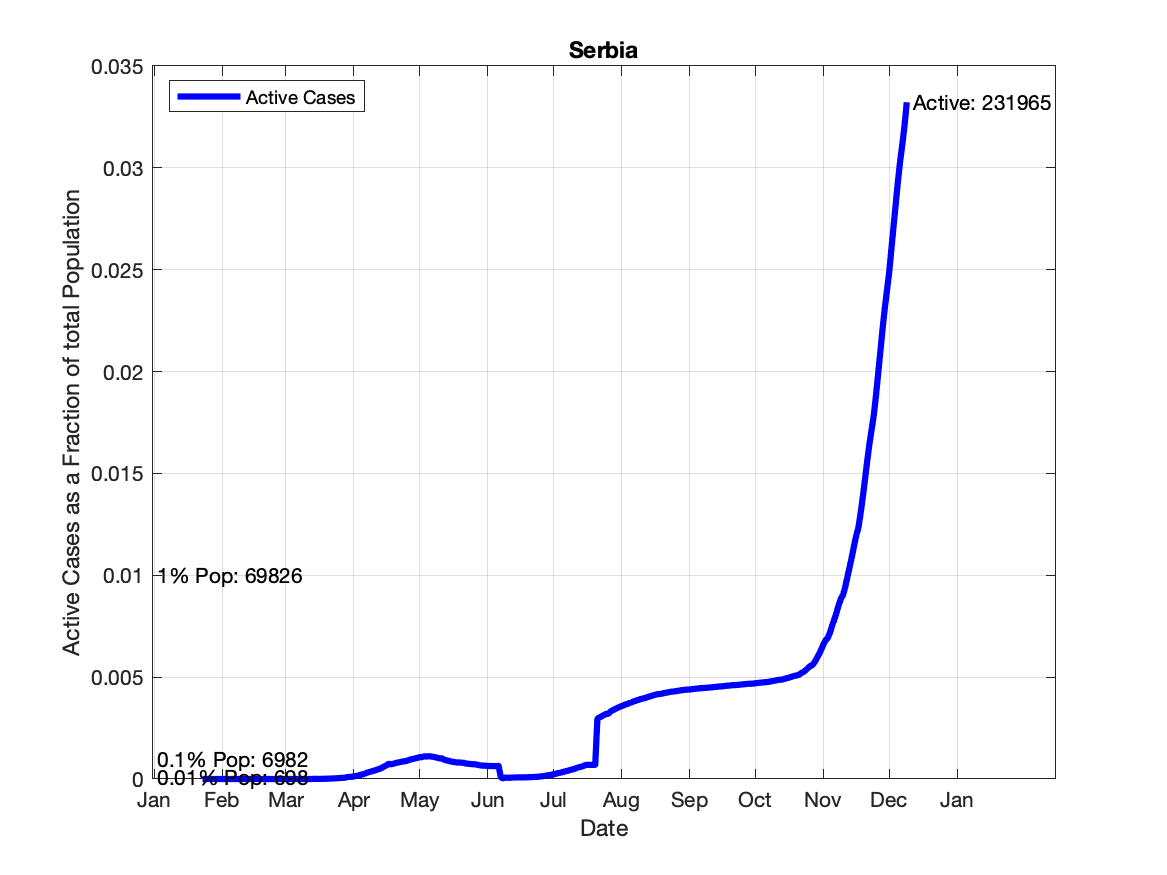 Serbia
0.035
Active Cases
Active: 231965
0.03
0.025
0.02
0.015
0.01
1% Pop: 69826
0.005
0.1% Pop: 6982
0
0.01% Pop: 698
Jan Feb Mar Apr May Jun Jul Aug Sep Oct Nov Dec Jan
Date
Active Cases as a Fraction of total Population